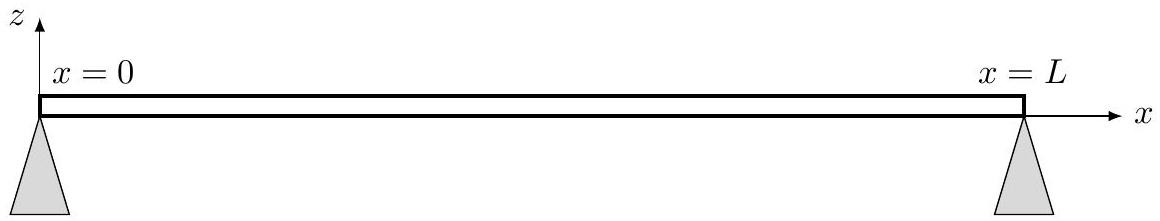 z
x = 0
x = L
x